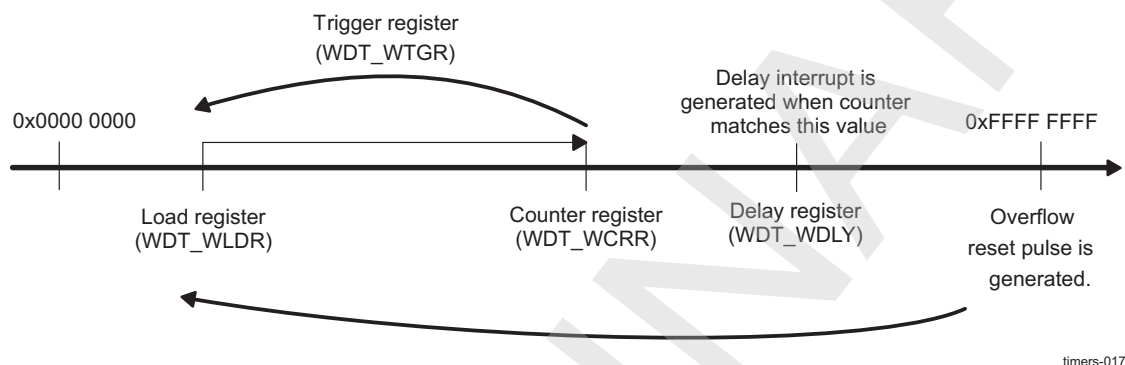 Trigger register
(WDT_WTGR)
Delay interrupt is
generated when counter
matches this value
0x0000 0000
0xFFFF FFFF
Load register
(WDT_WLDR)
Counter register
(WDT_WCRR)
Delay register
(WDT_WDLY)
Overflow
reset pulse is
generated.
timers-017